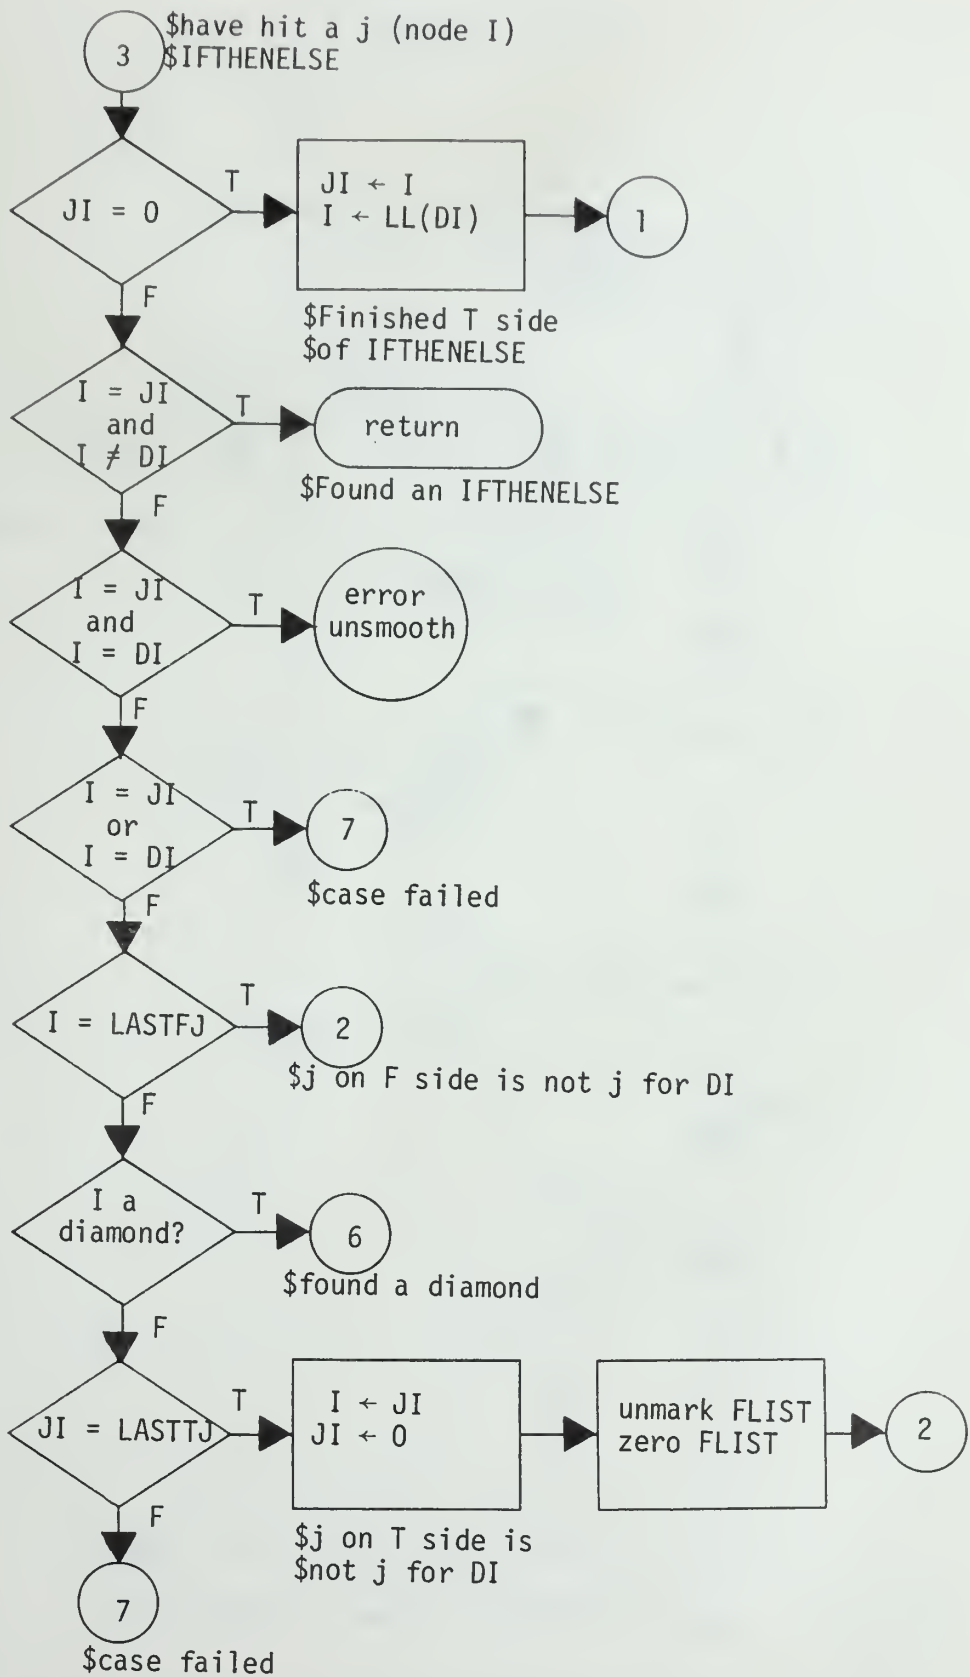 $have hit a j (node I)
3
$IFTHENELSE
JI = 0
T
JI ← I
I ← LL(DI)
1
F
$Finished T side
$of IFTHENELSE
I = JI
and
I ≠ DI
T
return
F
$Found an IFTHENELSE
I = JI
and
I = DI
T
error
unsmooth
F
I = JI
or
I = DI
T
7
F
$case failed
I = LASTFJ
T
2
F
$j on F side is not j for DI
I a
diamond?
T
6
F
$found a diamond
JI = LASTTJ
T
I ← JI
JI ← 0
unmark FLIST
zero FLIST
2
F
$j on T side is
$not j for DI
7
$case failed